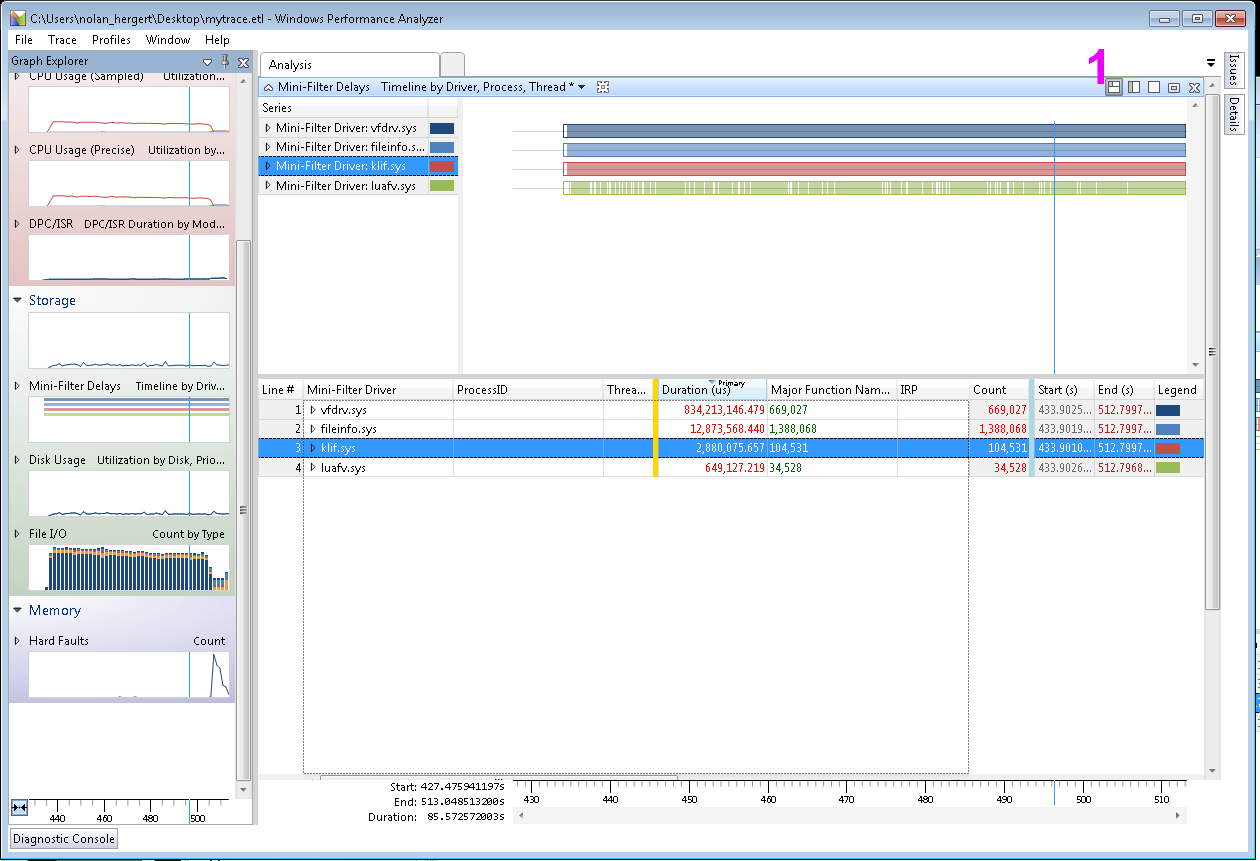 C:\Users\nolan_hergert\Desktop\mytrace.etl - Windows Performance Analyzer
File Trace Profiles Window Help
Graph Explorer
CPU Usage (Sampled) Utilization...
CPU Usage (Precise) Utilization by...
DPC/ISR DPC/ISR Duration by Mod...
Storage
Mini-Filter Delays Timeline by Driv...
Disk Usage Utilization by Disk, Prio...
File I/O Count by Type
Memory
Hard Faults Count
440 460 480 500
Diagnostic Console
Analysis
1
Mini-Filter Delays Timeline by Driver, Process, Thread *
Series
Mini-Filter Driver: vfdrv.sys
Mini-Filter Driver: fileinfo.s...
Mini-Filter Driver: klif.sys
Mini-Filter Driver: luafv.sys
Line # Mini-Filter Driver ProcessID Threa... Duration (us) Primary Major Function Nam... IRP Count Start (s) End (s) Legend
1 vfdrv.sys 834,213,146.479 669,027 669,027 433.9025... 512.7997...
2 fileinfo.sys 12,873,568.440 1,388,068 1,388,068 433.9019... 512.7997...
3 klif.sys 2,880,075.657 104,531 104,531 433.9010... 512.7997...
4 luafv.sys 649,127.219 34,528 34,528 433.9026... 512.7968...
Start: 427.475941197s
End: 513.048513200s
Duration: 85.572572003s
430 440 450 460 470 480 490 500 510
Issues
Details